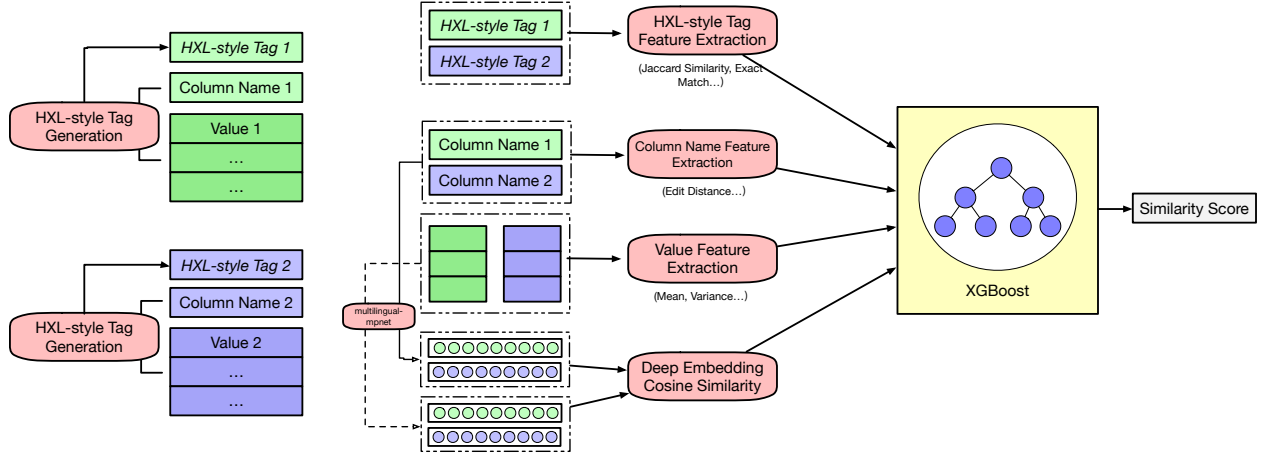 HXL-style Tag 1
Column Name 1
HXL-style Tag
Generation
Value 1
...
...
HXL-style Tag 2
Column Name 2
HXL-style Tag
Generation
Value 2
...
...
HXL-style Tag 1
HXL-style Tag 2
HXL-style Tag
Feature Extraction
(Jaccard Similarity, Exact
Match...)
Column Name 1
Column Name 2
Column Name Feature
Extraction
(Edit Distance...)
Value Feature
Extraction
(Mean, Variance...)
multilingual-
mpnet
Deep Embedding
Cosine Similarity
XGBoost
Similarity Score